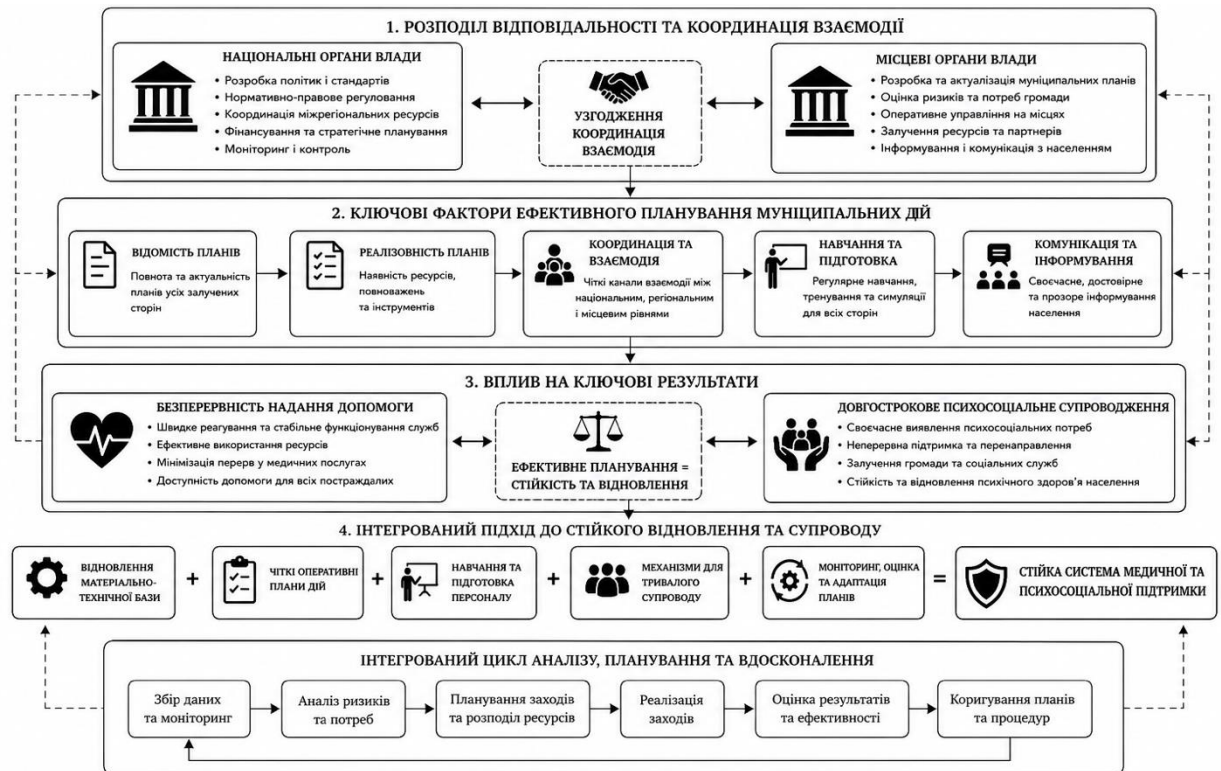 1. РОЗПОДІЛ ВІДПОВІДАЛЬНОСТІ ТА КООРДИНАЦІЯ ВЗАЄМОДІЇ
НАЦІОНАЛЬНІ ОРГАНИ ВЛАДИ
• Розробка політик і стандартів
• Нормативно-правове регуловання
• Координація міжрегіональних ресурсів
• Фінансування та стратегічне планування
• Моніторинг і контроль
УЗГОДЖЕННЯ
КООРДИНАЦІЯ
ВЗАЄМОДІЯ
МІСЦЕВІ ОРГАНИ ВЛАДИ
• Розробка та актуалізація муніципальних планів
• Оцінка ризиків та потреб громади
• Оперативне управління на місцях
• Залучення ресурсів та партнерів
• Інформування і комунікація з населенням
2. КЛЮЧОВІ ФАКТОРИ ЕФЕКТИВНОГО ПЛАНУВАННЯ МУНІЦИПАЛЬНИХ ДІЙ
ВІДОМІСТЬ ПЛАНІВ
Повнота та актуальність
планів усіх залучених
сторін
РЕАЛІЗОВНІСТЬ ПЛАНІВ
Наявність ресурсів,
повноважень
та інструментів
КООРДИНАЦІЯ ТА
ВЗАЄМОДІЯ
Чіткі канали взаємодії між
національним, регіональним
і місцевим рівнями
НАВЧАННЯ ТА
ПІДГОТОВКА
Регулярне навчання,
тренування та симуляції
для всіх сторін
КОМУНІКАЦІЯ ТА
ІНФОРМУВАННЯ
Своєчасне, достовірне
та прозоре інформування
населення
3. ВПЛИВ НА КЛЮЧОВІ РЕЗУЛЬТАТИ
БЕЗПЕРЕРВНІСТЬ НАДАННЯ ДОПОМОГИ
• Швидке реагування та стабільне функціонування служб
• Ефективне використання ресурсів
• Мінімізація перерв у медичних послугах
• Доступність допомоги для всіх постраждалих
ЕФЕКТИВНЕ ПЛАНУВАННЯ =
СТІЙКІСТЬ ТА ВІДНОВЛЕННЯ
ДОВГОСТРОКОВЕ ПСИХОСОЦІАЛЬНЕ СУПРОВОДЖЕННЯ
• Своєчасне виявлення психосоціальних потреб
• Неперервна підтримка та перенаправлення
• Залучення громади та соціальних служб
• Стійкість та відновлення психічного здоров'я населення
4. ІНТЕГРОВАНИЙ ПІДХІД ДО СТІЙКОГО ВІДНОВЛЕННЯ ТА СУПРОВОДУ
ВІДНОВЛЕННЯ
МАТЕРІАЛЬНО-
ТЕХНІЧНОЇ БАЗИ
+
ЧІТКІ ОПЕРАТИВНІ
ПЛАНИ ДІЙ
+
НАВЧАННЯ ТА
ПІДГОТОВКА
ПЕРСОНАЛУ
+
МЕХАНІЗМИ ДЛЯ
ТРИВАЛОГО
СУПРОВОДУ
+
МОНІТОРИНГ, ОЦІНКА
ТА АДАПТАЦІЯ
ПЛАНІВ
=
СТІЙКА СИСТЕМА МЕДИЧНОЇ ТА
ПСИХОСОЦІАЛЬНОЇ ПІДТРИМКИ
ІНТЕГРОВАНИЙ ЦИКЛ АНАЛІЗУ, ПЛАНУВАННЯ ТА ВДОСКОНАЛЕННЯ
Збір даних
та моніторинг
Аналіз ризиків
та потреб
Планування заходів
та розподіл ресурсів
Реалізація
заходів
Оцінка результатів
та ефективності
Коригування планів
та процедур